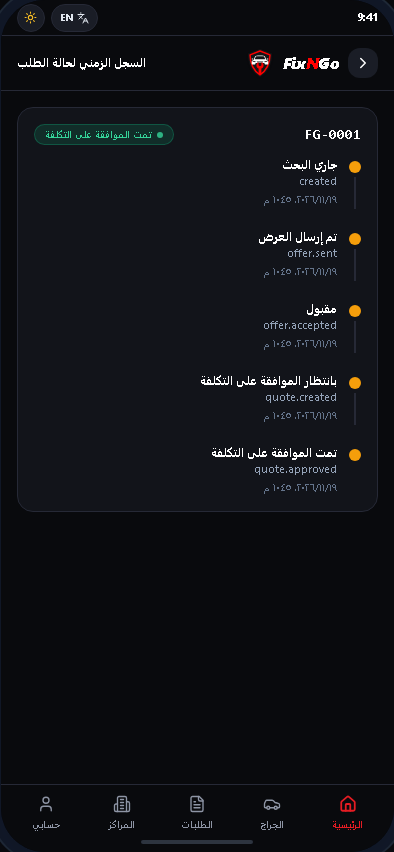 9:41
EN
FixNGo
السجل الزمني لحالة الطلب
FG-0001
تمت الموافقة على التكلفة
جاري البحث
created
١٩‏/١١‏/٢٠٢٦، ١٠:٤٥ م
تم إرسال العرض
offer.sent
١٩‏/١١‏/٢٠٢٦، ١٠:٤٥ م
مقبول
offer.accepted
١٩‏/١١‏/٢٠٢٦، ١٠:٤٥ م
بانتظار الموافقة على التكلفة
quote.created
١٩‏/١١‏/٢٠٢٦، ١٠:٤٥ م
تمت الموافقة على التكلفة
quote.approved
١٩‏/١١‏/٢٠٢٦، ١٠:٤٥ م
الرئيسية
الجراج
الطلبات
المراكز
حسابي